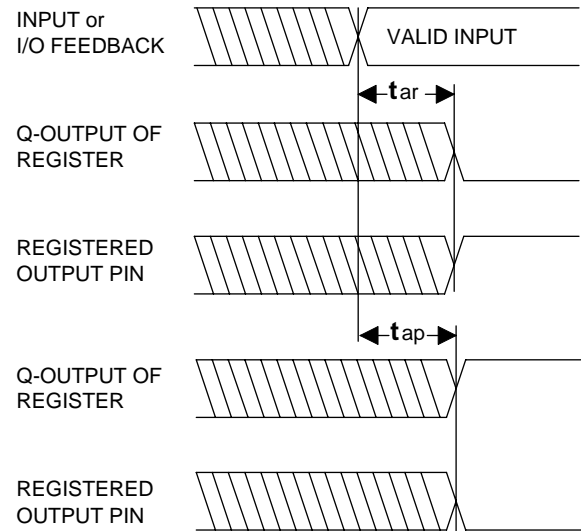 INPUT or
I/O FEEDBACK
VALID INPUT
tar
Q-OUTPUT OF
REGISTER
REGISTERED
OUTPUT PIN
tap
Q-OUTPUT OF
REGISTER
REGISTERED
OUTPUT PIN